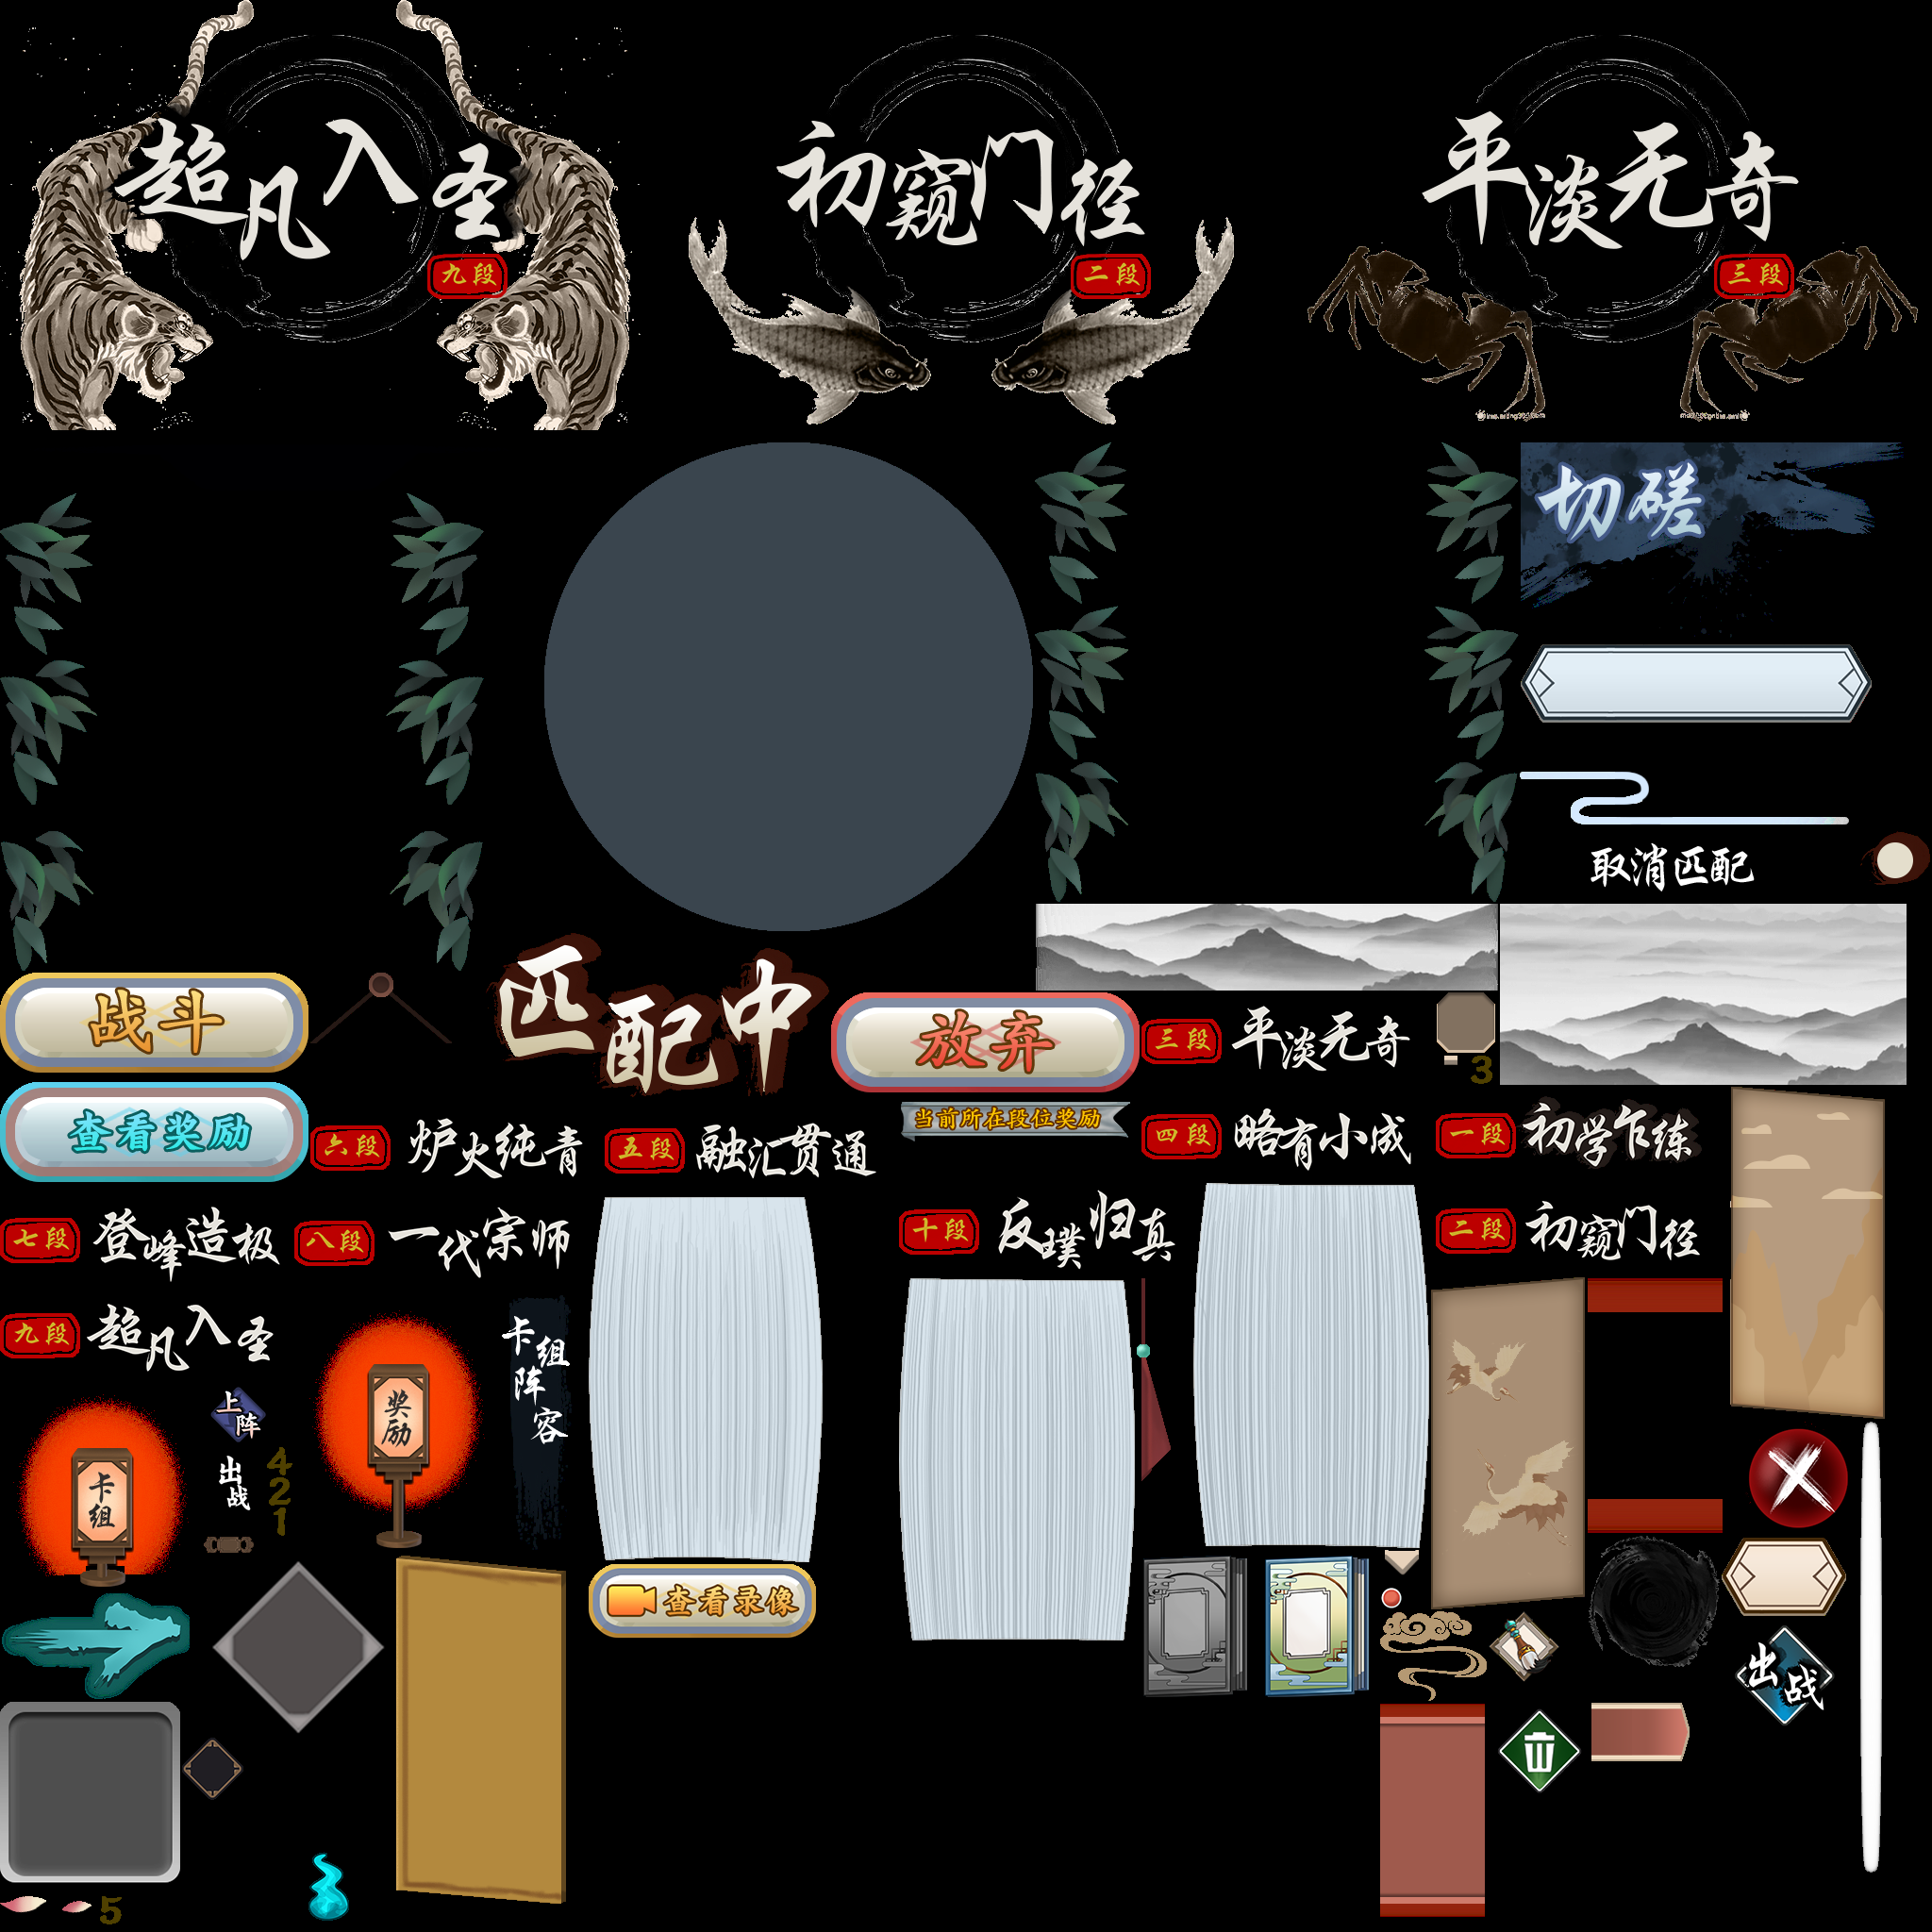 超凡入圣
九段
初窥门径
二段
平淡无奇
三段
切磋
取消匹配
战斗
匹配中
放弃
三段
平淡无奇
3
查看奖励
六段
炉火纯青
五段
融汇贯通
当前所在段位奖励
四段
略有小成
一段
初学乍练
七段
登峰造极
八段
一代宗师
十段
反璞归真
二段
初窥门径
九段
超凡入圣
卡组
上阵
出战
4
2
1
奖励
卡组阵容
查看录像
出战
5